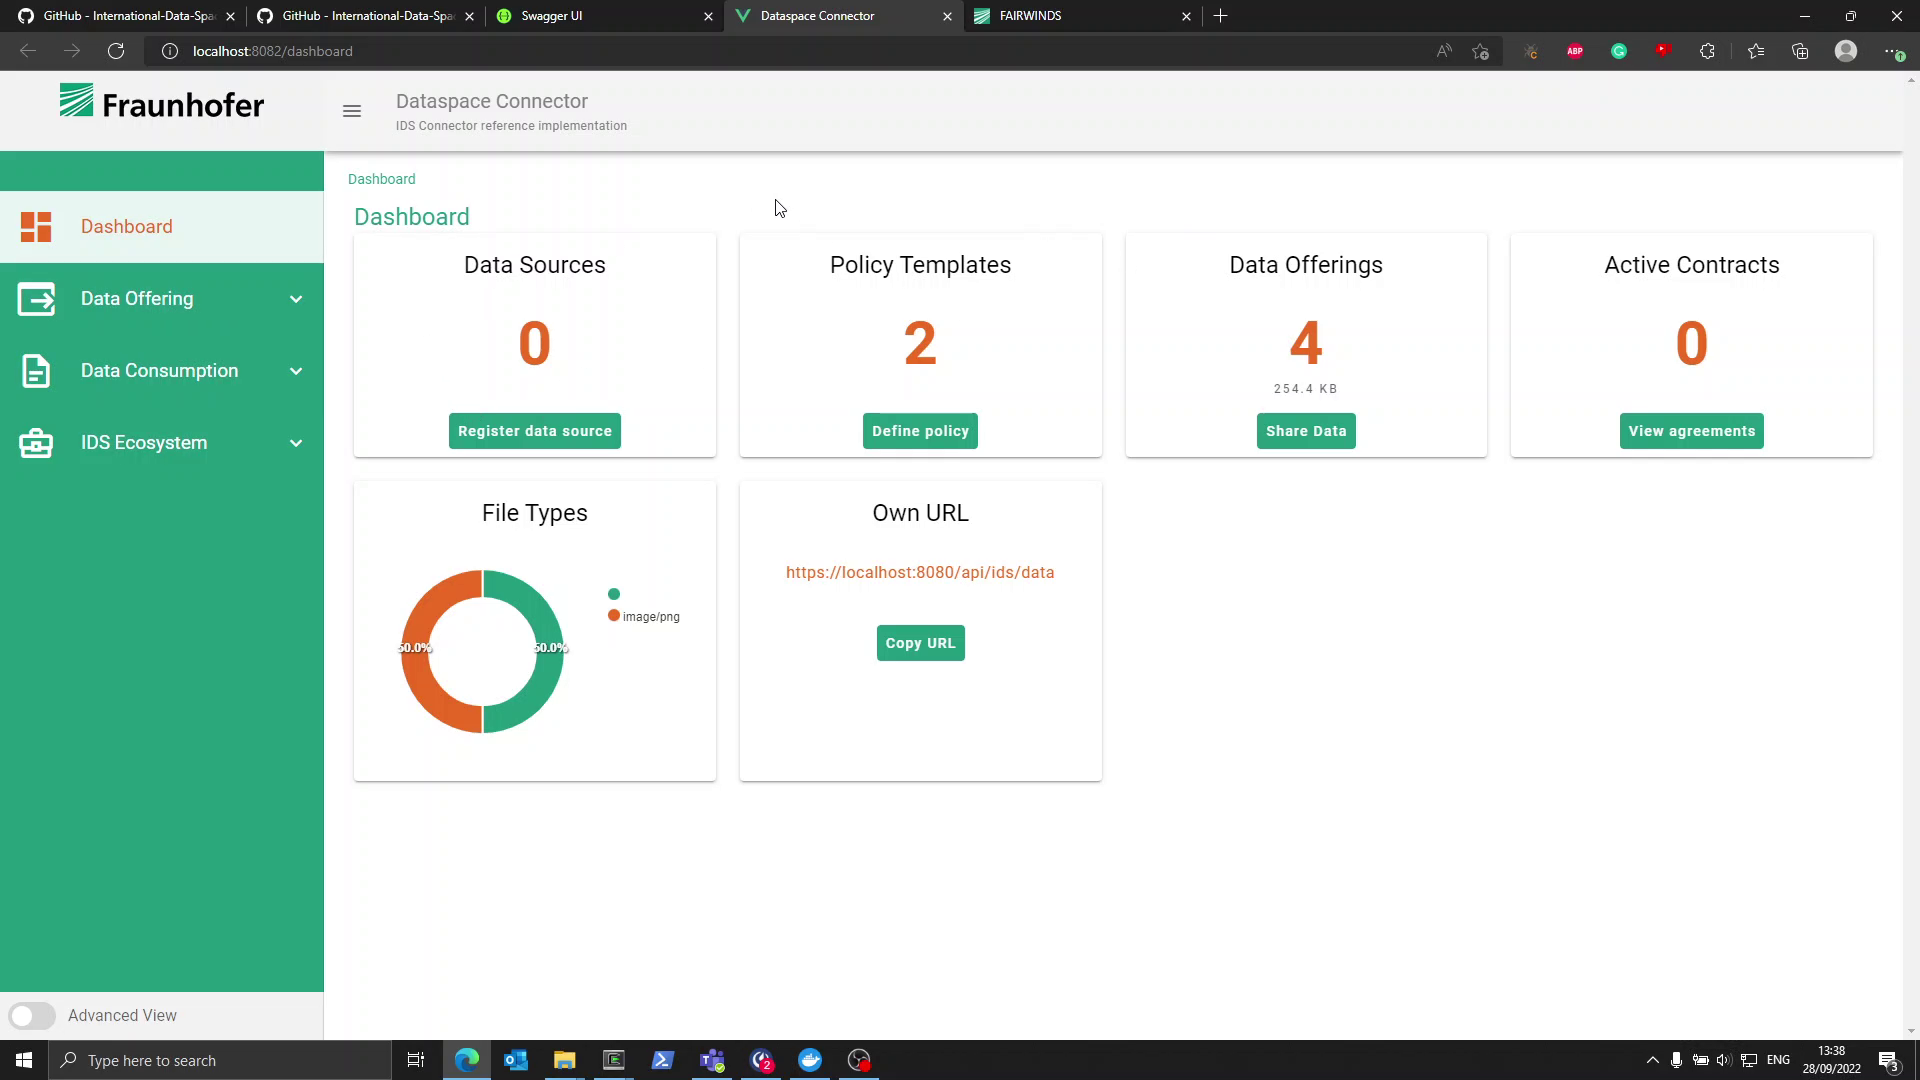 GitHub - International-Data-Spa
GitHub - International-Data-Spa
Swagger UI
Dataspace Connector
FAIRWINDS
localhost:8082/dashboard
ABP
Fraunhofer
Dataspace Connector
IDS Connector reference implementation
Dashboard
Dashboard
Dashboard
Data Offering
Data Consumption
IDS Ecosystem
Data Sources
0
Register data source
Policy Templates
2
Define policy
Data Offerings
4
254.4 KB
Share Data
Active Contracts
0
View agreements
File Types
50.0%
50.0%
image/png
Own URL
https://localhost:8080/api/ids/data
Copy URL
Advanced View
Type here to search
2
ENG
13:38
28/09/2022
3